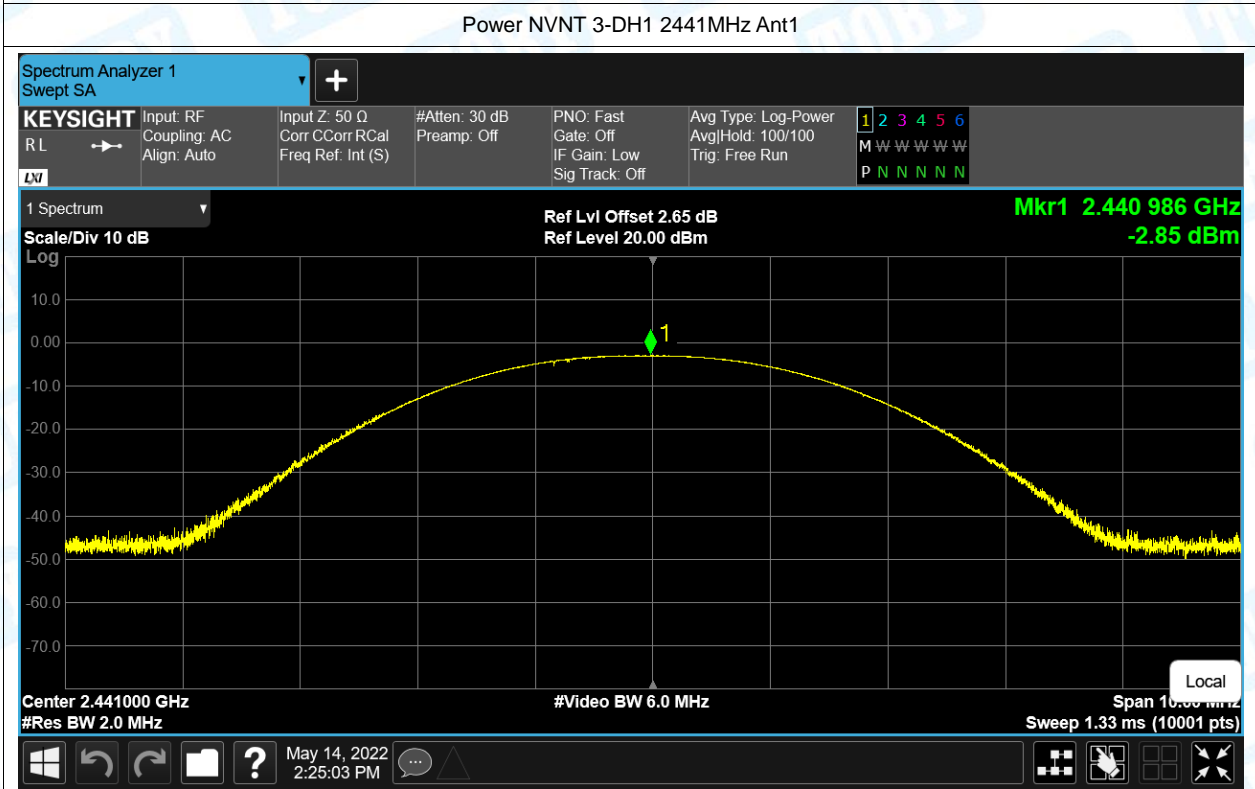 Power NVNT 3-DH1 2441MHz Ant1
Spectrum Analyzer 1
Swept SA
KEYSIGHT
RL
LXI
Input: RF
Coupling: AC
Align: Auto
Input Z: 50 Ω
Corr CCorr RCal
Freq Ref: Int (S)
#Atten: 30 dB
Preamp: Off
PNO: Fast
Gate: Off
IF Gain: Low
Sig Track: Off
Avg Type: Log-Power
Avg|Hold: 100/100
Trig: Free Run
1 2 3 4 5 6
M W W W W W
P N N N N N
1 Spectrum
Scale/Div 10 dB
Ref Lvl Offset 2.65 dB
Ref Level 20.00 dBm
Mkr1 2.440 986 GHz
-2.85 dBm
Log
10.0
0.00
-10.0
-20.0
-30.0
-40.0
-50.0
-60.0
-70.0
1
Local
Center 2.441000 GHz
#Res BW 2.0 MHz
#Video BW 6.0 MHz
Span 10.00 MHz
Sweep 1.33 ms (10001 pts)
?
May 14, 2022
2:25:03 PM